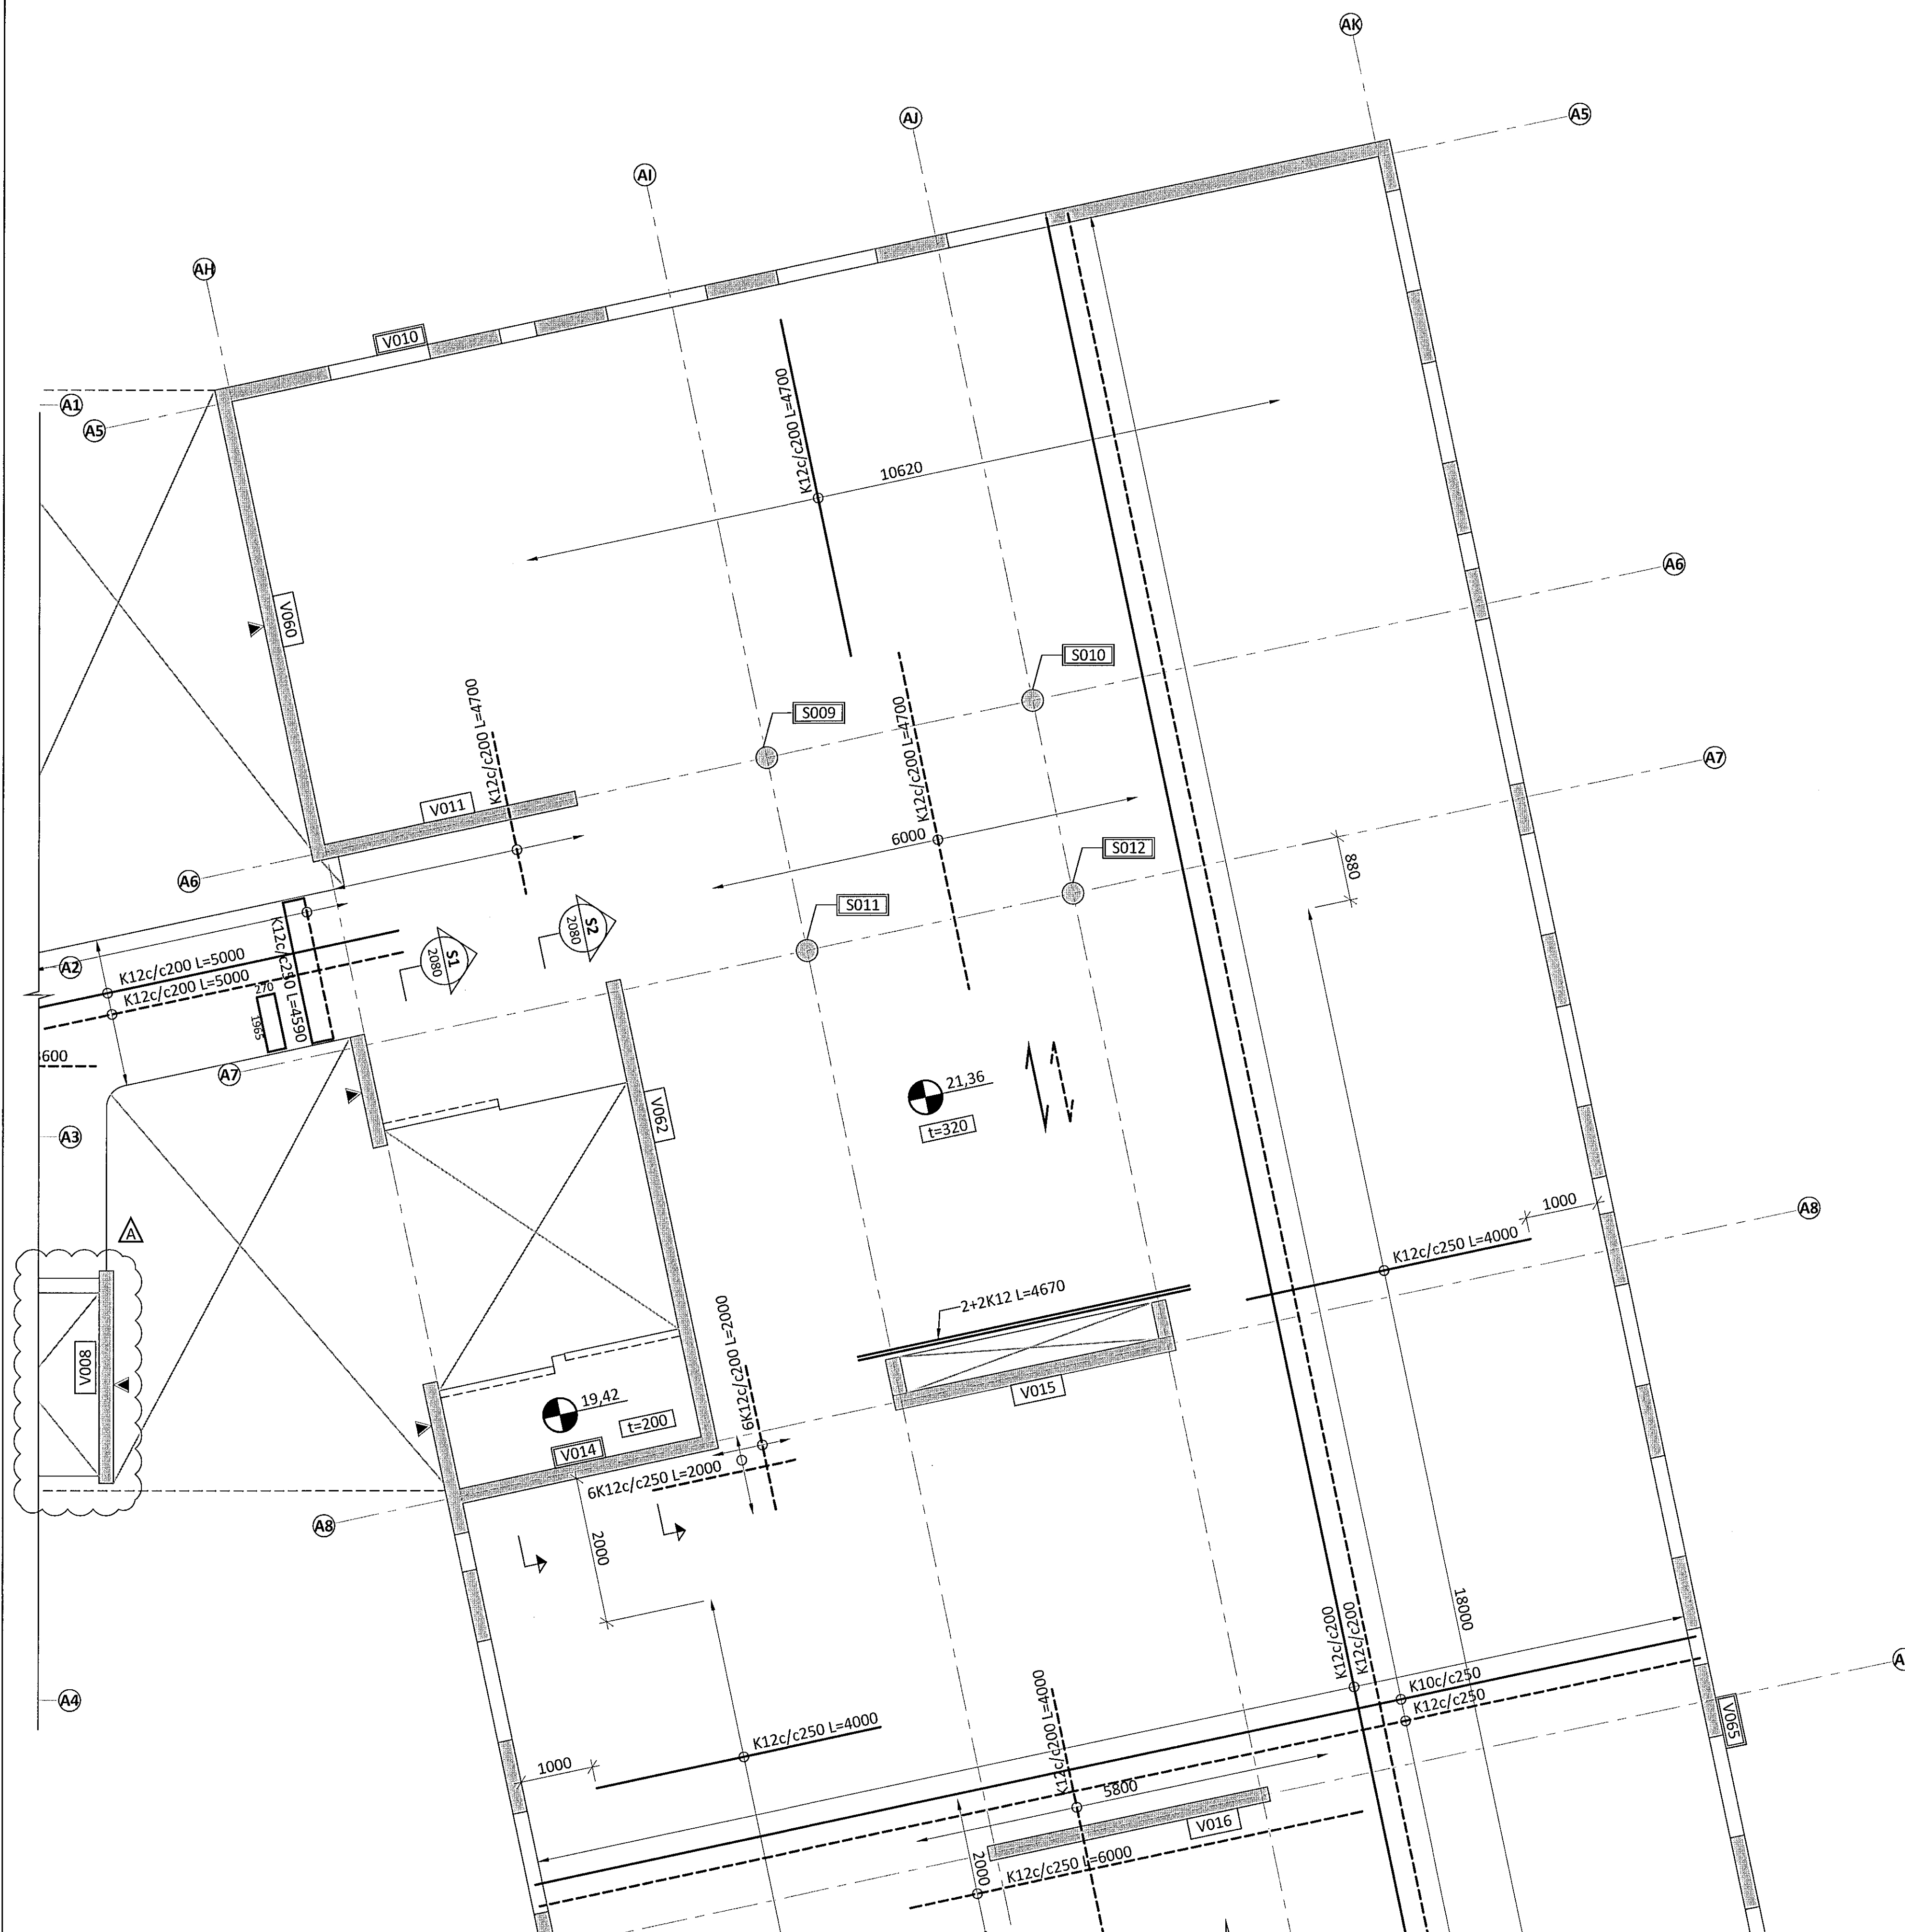 AK
A5
AJ
AI
AH
V010
A1
A5
K12c/c200 L=4700
10620
A6
V060
S010
K12c/c200 L=4700
S009
K12c/c200 L=4700
A7
V011
6000
S012
880
A6
S011
S2
2080
S1
2080
K12c/c250 L=4590
K12c/c200 L=5000
A2
K12c/c200 L=5000
270
1965
600
A7
21,36
t=320
V062
A3
1000
A8
A
K12c/c250 L=4000
2+2K12 L=4670
6K12c/c200 L=2000
V008
V015
19,42
t=200
V014
6K12c/c250 L=2000
A8
2000
18000
K12c/c200
K12c/c200
A
K10c/c250
K12c/c250
A4
V065
K12c/c250 L=4000
K12c/c200 L=4000
1000
5800
V016
2000
K12c/c250 L=6000